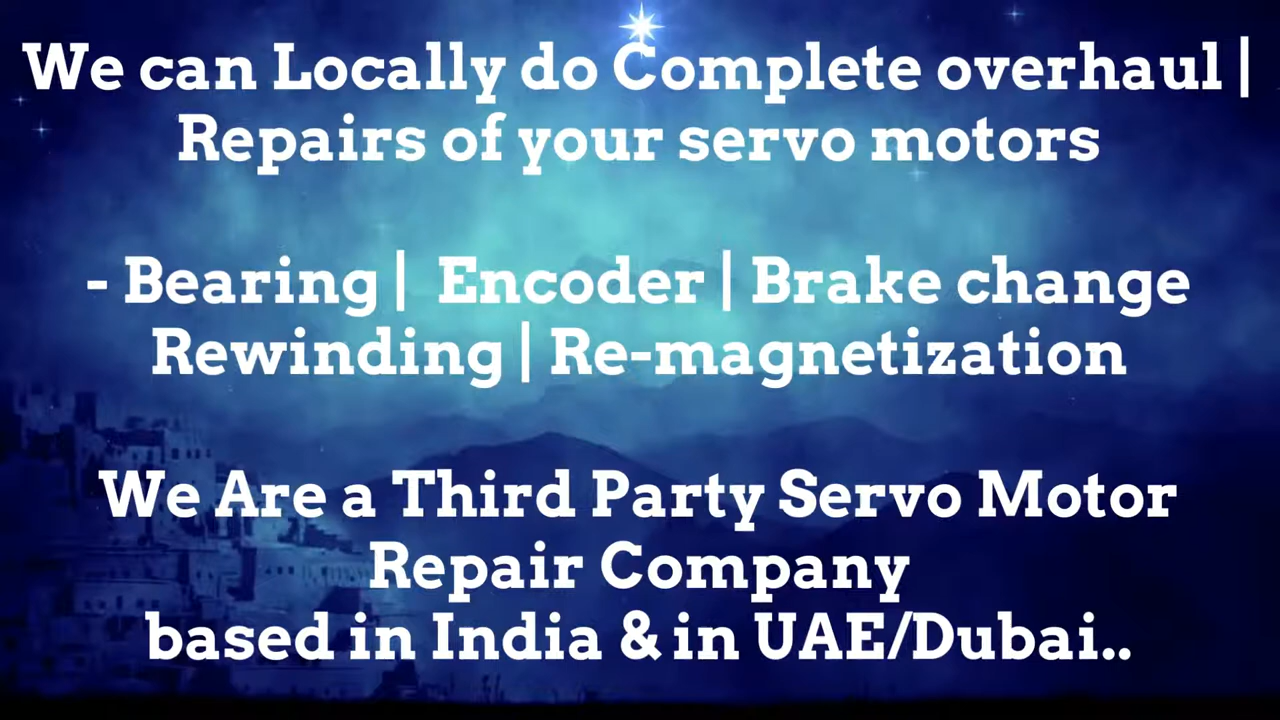 We can Locally do Complete overhaul |
Repairs of your servo motors
- Bearing | Encoder | Brake change
Rewinding | Re-magnetization
We Are a Third Party Servo Motor
Repair Company
based in India & in UAE/Dubai..